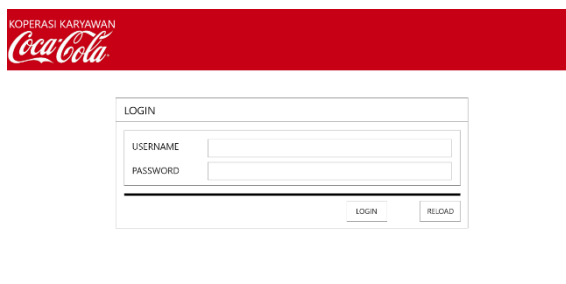 KOPERASI KARYAWAN
Coca-Cola
LOGIN
USERNAME
PASSWORD
LOGIN RELOAD